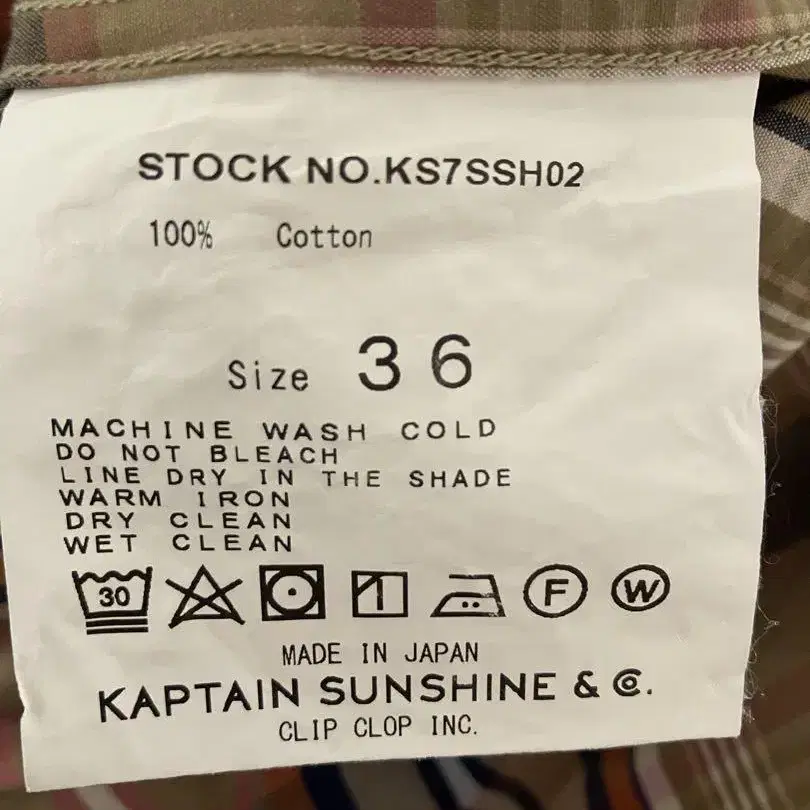 STOCK NO.KS7SSH02
100% Cotton
Size 36
MACHINE WASH COLD
DO NOT BLEACH
LINE DRY IN THE SHADE
WARM IRON
DRY CLEAN
WET CLEAN
30 F W
MADE IN JAPAN
KAPTAIN SUNSHINE & Co.
CLIP CLOP INC.